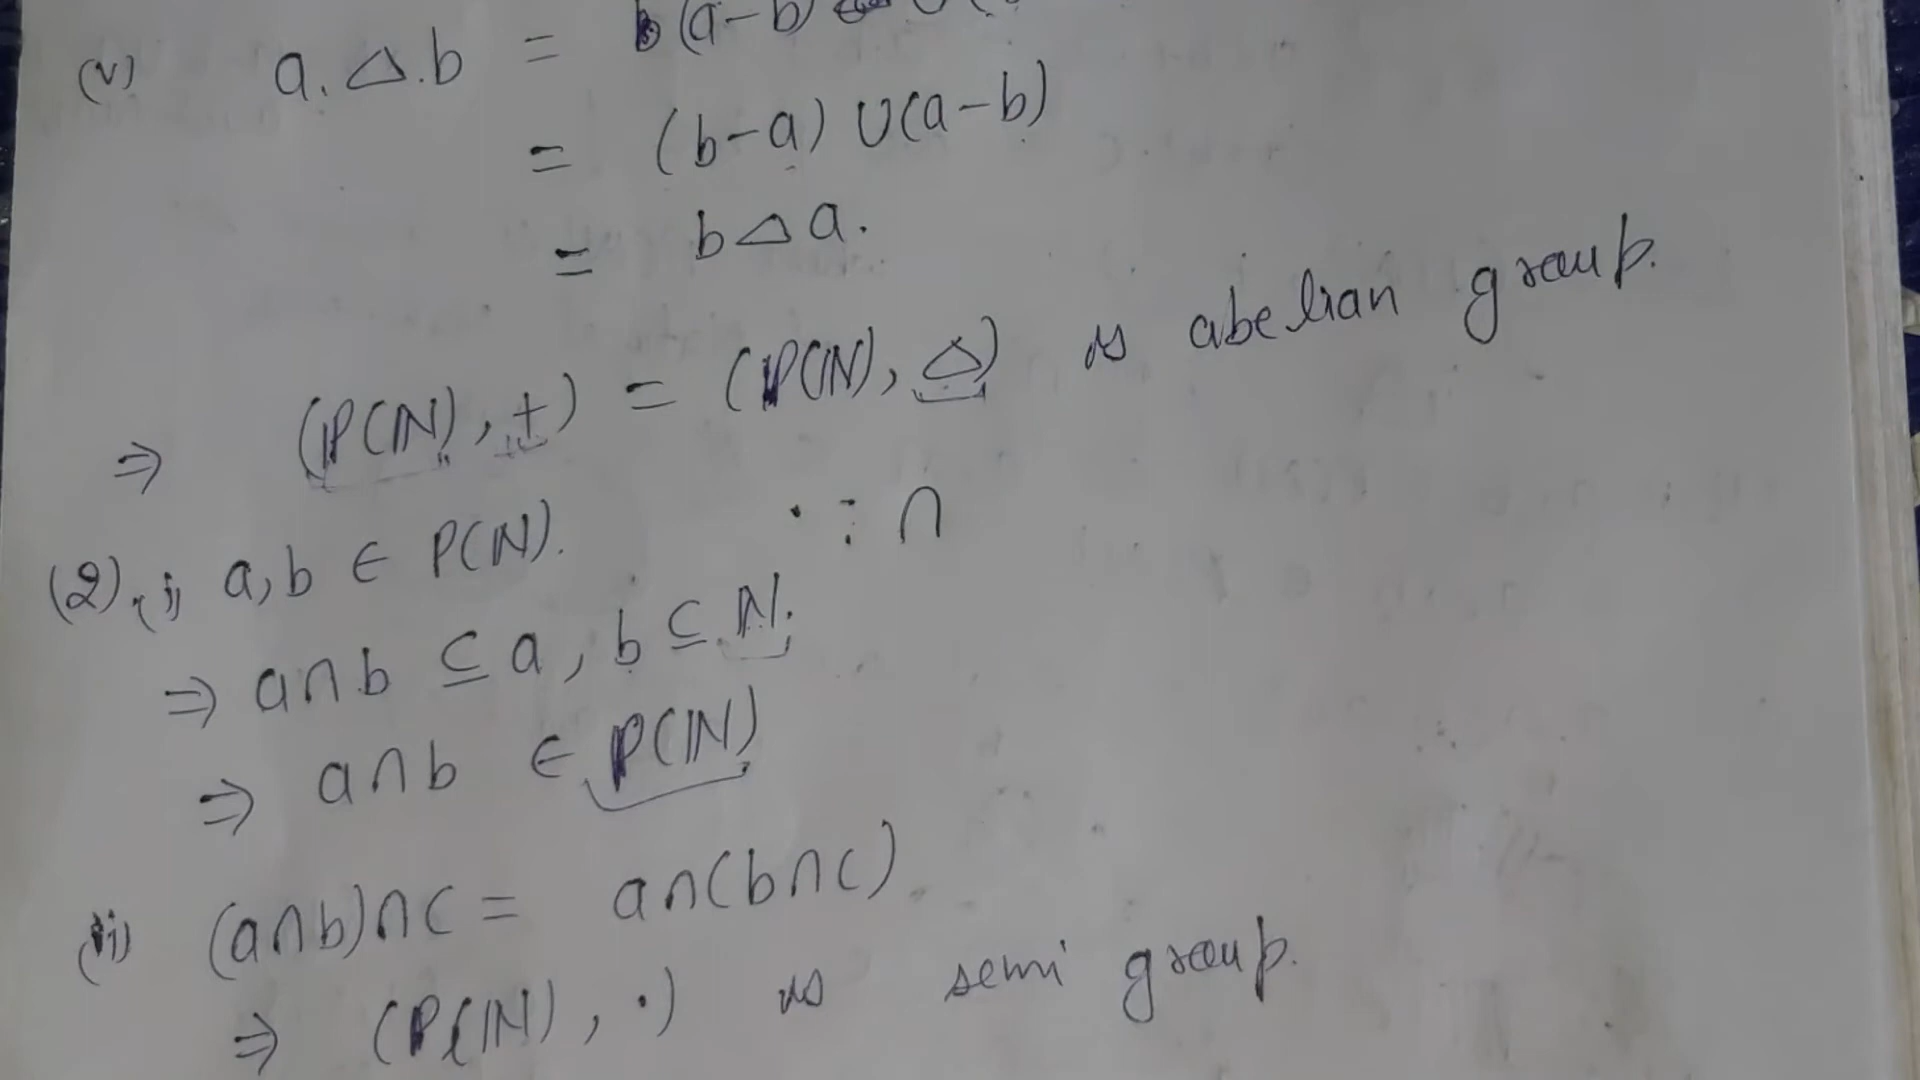 (v) a.Δ.b = (a-b) ∪ (
= (b-a) ∪ (a-b)
= b Δ a.
⇒ (P(ℕ), +) = (P(ℕ), Δ) is abelian group.
(2) (i) a, b ∈ P(ℕ). ·: ∩
⇒ a∩b ⊆ a, b ⊆ ℕ.
⇒ a∩b ∈ P(ℕ)
(ii) (a∩b)∩c = a∩(b∩c)
⇒ (P(ℕ), ·) is semi group.